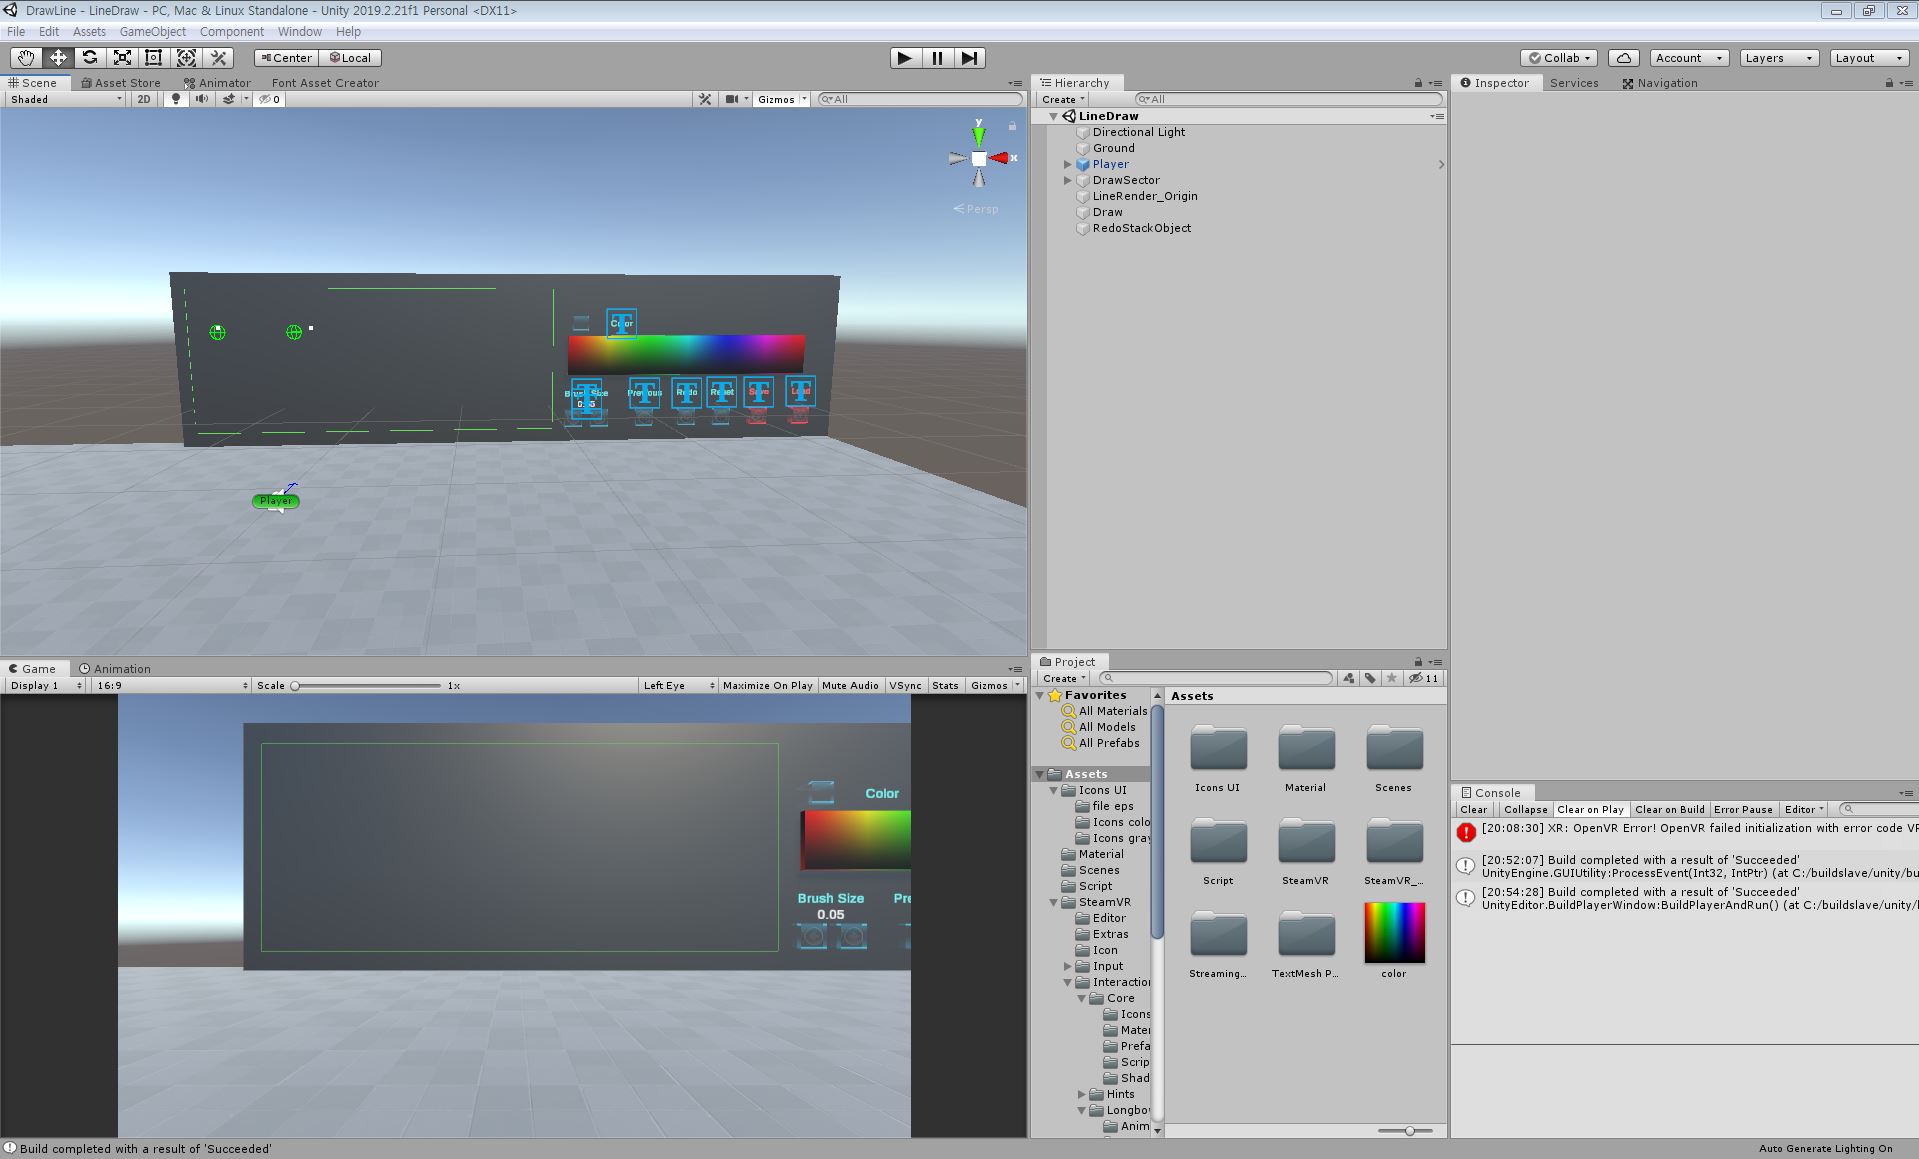 DrawLine - LineDraw - PC, Mac & Linux Standalone - Unity 2019.2.21f1 Personal <DX11>
File Edit Assets GameObject Component Window Help
Center Local
Collab Account Layers Layout
Scene Asset Store Animator Font Asset Creator
Shaded 2D 0 Gizmos All
y
x
Persp
Color
Brush Size
0.05
Previous
Redo
Reset
Save
Load
Player
Game Animation
Display 1 16:9 Scale 1x Left Eye Maximize On Play Mute Audio VSync Stats Gizmos
Color
Brush Size
Pre
0.05
Hierarchy
Create All
LineDraw
Directional Light
Ground
Player
DrawSector
LineRender_Origin
Draw
RedoStackObject
Project
Create 11
Favorites
All Materials
All Models
All Prefabs
Assets
Icons UI
file eps
Icons colo
Icons gray
Material
Scenes
Script
SteamVR
Editor
Extras
Icon
Input
Interaction
Core
Icons
Mater
Prefa
Scrip
Shad
Hints
Longbo
Anim
Assets
Icons UI Material Scenes
Script SteamVR SteamVR_...
Streaming... TextMesh P... color
Inspector Services Navigation
Console
Clear Collapse Clear on Play Clear on Build Error Pause Editor
[20:08:30] XR: OpenVR Error! OpenVR failed initialization with error code VR
[20:52:07] Build completed with a result of 'Succeeded'
UnityEngine.GUIUtility:ProcessEvent(Int32, IntPtr) (at C:/buildslave/unity/bu
[20:54:28] Build completed with a result of 'Succeeded'
UnityEditor.BuildPlayerWindow:BuildPlayerAndRun() (at C:/buildslave/unity/
Build completed with a result of 'Succeeded'
Auto Generate Lighting On